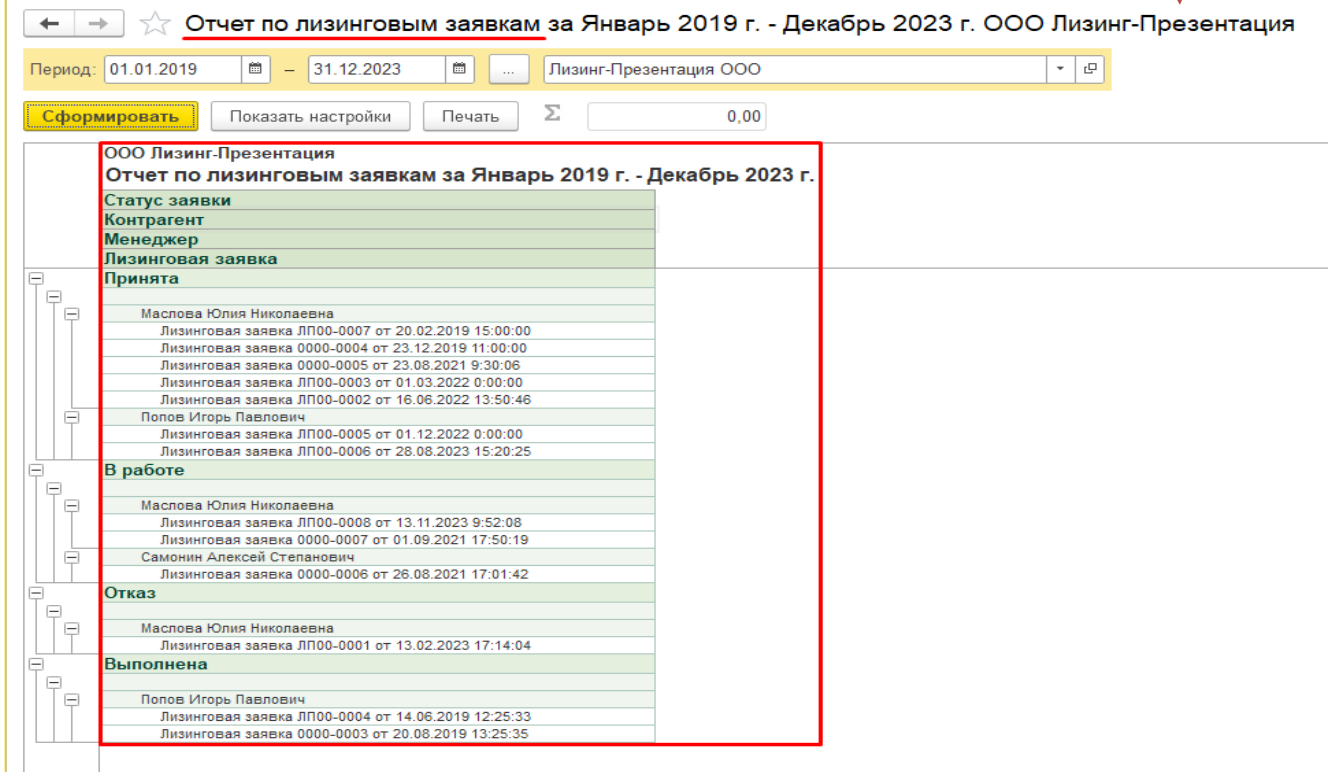 Отчет по лизинговым заявкам за Январь 2019 г. - Декабрь 2023 г. ООО Лизинг-Презентация
Период: 01.01.2019 – 31.12.2023 ... Лизинг-Презентация ООО
Сформировать Показать настройки Печать Σ 0,00
ООО Лизинг-Презентация
Отчет по лизинговым заявкам за Январь 2019 г. - Декабрь 2023 г.
Статус заявки
Контрагент
Менеджер
Лизинговая заявка
Принята
Маслова Юлия Николаевна
Лизинговая заявка ЛП00-0007 от 20.02.2019 15:00:00
Лизинговая заявка 0000-0004 от 23.12.2019 11:00:00
Лизинговая заявка 0000-0005 от 23.08.2021 9:30:06
Лизинговая заявка ЛП00-0003 от 01.03.2022 0:00:00
Лизинговая заявка ЛП00-0002 от 16.06.2022 13:50:46
Попов Игорь Павлович
Лизинговая заявка ЛП00-0005 от 01.12.2022 0:00:00
Лизинговая заявка ЛП00-0006 от 28.08.2023 15:20:25
В работе
Маслова Юлия Николаевна
Лизинговая заявка ЛП00-0008 от 13.11.2023 9:52:08
Лизинговая заявка 0000-0007 от 01.09.2021 17:50:19
Самонин Алексей Степанович
Лизинговая заявка 0000-0006 от 26.08.2021 17:01:42
Отказ
Маслова Юлия Николаевна
Лизинговая заявка ЛП00-0001 от 13.02.2023 17:14:04
Выполнена
Попов Игорь Павлович
Лизинговая заявка ЛП00-0004 от 14.06.2019 12:25:33
Лизинговая заявка 0000-0003 от 20.08.2019 13:25:35